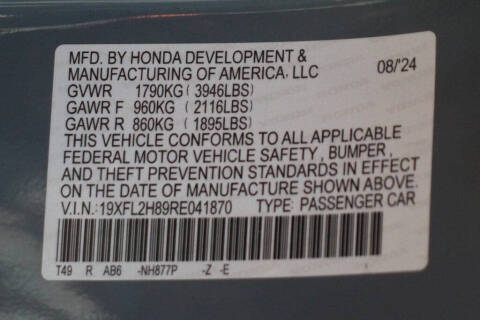 MFD. BY HONDA DEVELOPMENT &
MANUFACTURING OF AMERICA, LLC 08/'24
GVWR 1790KG( 3946LBS)
GAWR F 960KG( 2116LBS)
GAWR R 860KG( 1895LBS)
THIS VEHICLE CONFORMS TO ALL APPLICABLE
FEDERAL MOTOR VEHICLE SAFETY , BUMPER ,
AND THEFT PREVENTION STANDARDS IN EFFECT
ON THE DATE OF MANUFACTURE SHOWN ABOVE.
V.I.N.: 19XFL2H89RE041870 TYPE: PASSENGER CAR
T49 R AB6 -NH877P -Z -E